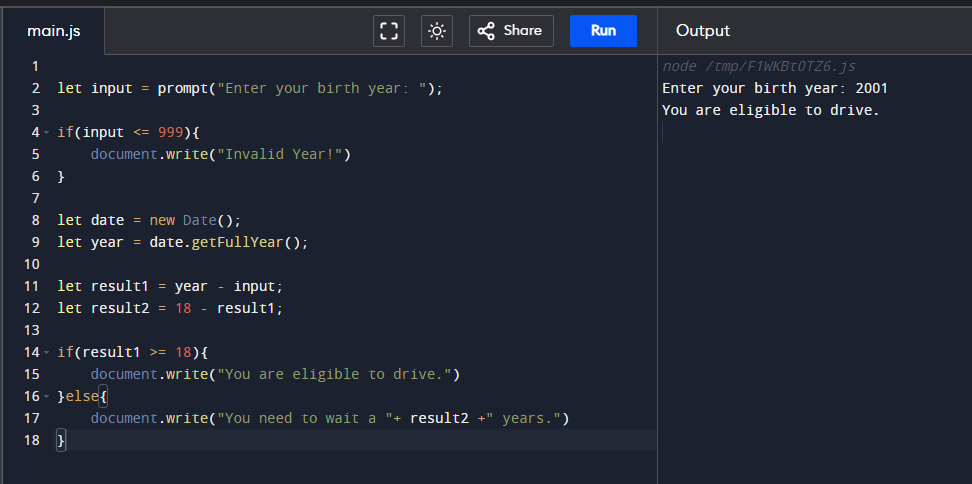 main.js
Share
Run
Output
1
2 let input = prompt("Enter your birth year: ");
3
4 if(input <= 999){
5     document.write("Invalid Year!")
6 }
7
8 let date = new Date();
9 let year = date.getFullYear();
10
11 let result1 = year - input;
12 let result2 = 18 - result1;
13
14 if(result1 >= 18){
15     document.write("You are eligible to drive.")
16 }else{
17     document.write("You need to wait a "+ result2 +" years.")
18 }
node /tmp/F1WKBtOTZ6.js
Enter your birth year: 2001
You are eligible to drive.